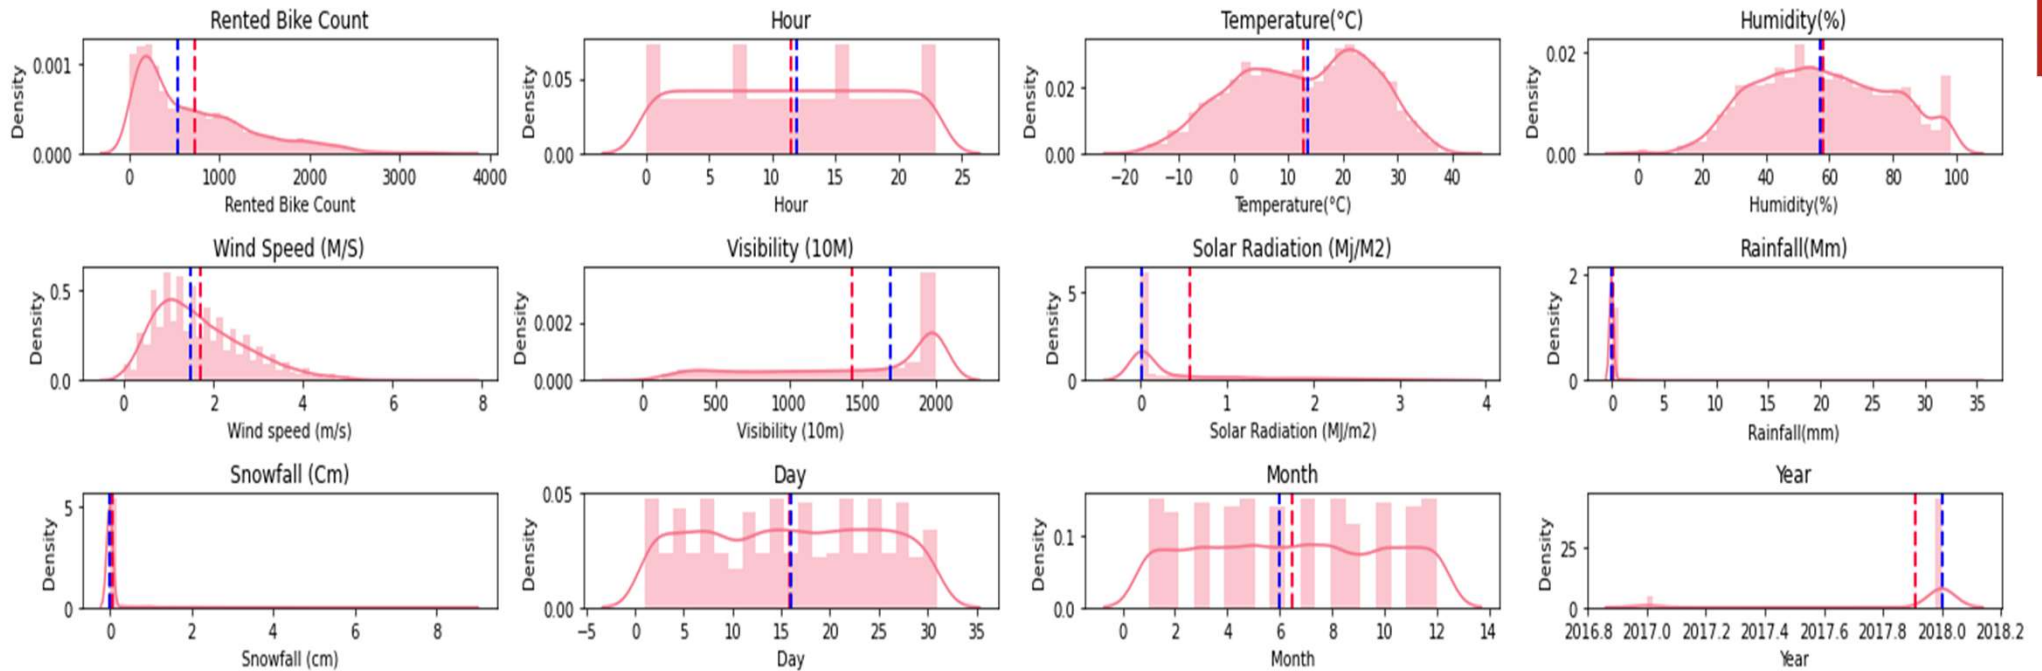 Rented Bike Count
Density
0.001
0.000
0 1000 2000 3000 4000
Rented Bike Count
Hour
Density
0.05
0.00
0 5 10 15 20 25
Hour
Temperature(°C)
Density
0.02
0.00
−20 −10 0 10 20 30 40
Temperature(°C)
Humidity(%)
Density
0.02
0.00
0 20 40 60 80 100
Humidity(%)
Wind Speed (M/S)
Density
0.5
0.0
0 2 4 6 8
Wind speed (m/s)
Visibility (10M)
Density
0.002
0.000
0 500 1000 1500 2000
Visibility (10m)
Solar Radiation (Mj/M2)
Density
5
0
0 1 2 3 4
Solar Radiation (MJ/m2)
Rainfall(Mm)
Density
2
0
0 5 10 15 20 25 30 35
Rainfall(mm)
Snowfall (Cm)
Density
5
0
0 2 4 6 8
Snowfall (cm)
Day
Density
0.05
0.00
−5 0 5 10 15 20 25 30 35
Day
Month
Density
0.1
0.0
0 2 4 6 8 10 12 14
Month
Year
Density
25
0
2016.8 2017.0 2017.2 2017.4 2017.6 2017.8 2018.0 2018.2
Year